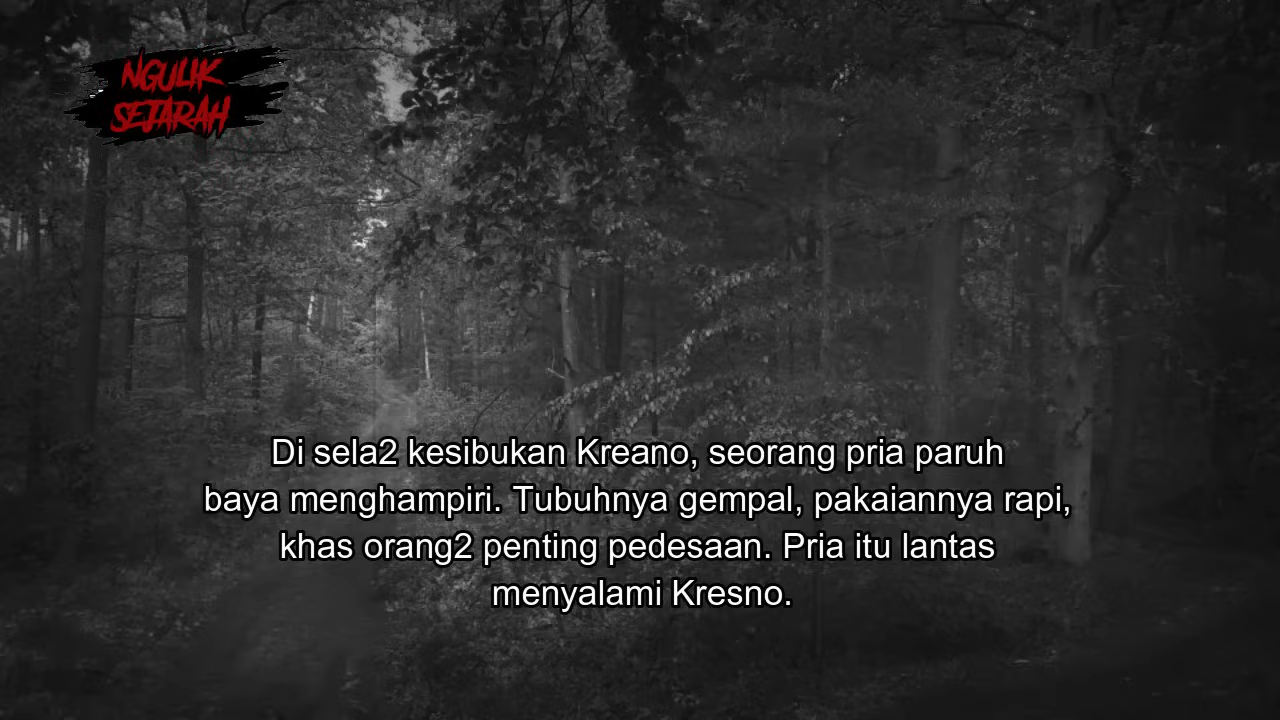 NGULIK
SEJARAH
Di sela2 kesibukan Kreano, seorang pria paruh
baya menghampiri. Tubuhnya gempal, pakaiannya rapi,
khas orang2 penting pedesaan. Pria itu lantas
menyalami Kresno.